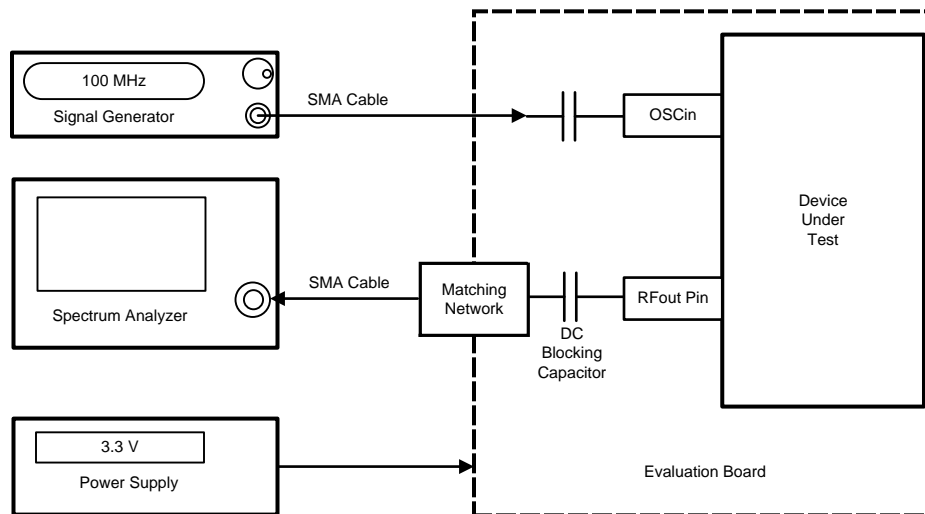 100 MHz
Signal Generator
SMA Cable
OSCin
Device
Under
Test
SMA Cable
Matching
Network
RFout Pin
Spectrum Analyzer
DC
Blocking
Capacitor
3.3 V
Power Supply
Evaluation Board